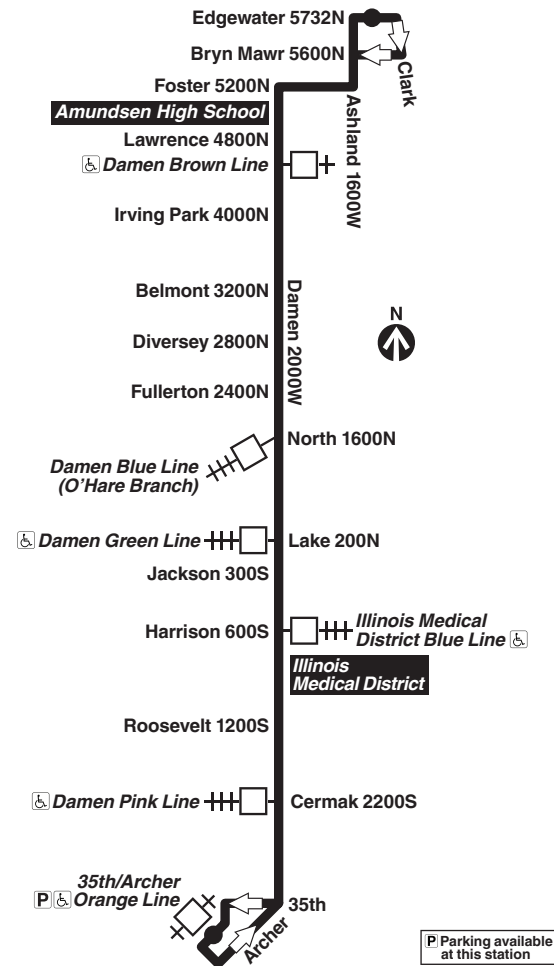 Edgewater 5732N
Bryn Mawr 5600N
Clark
Foster 5200N
Ashland 1600W
Amundsen High School
Lawrence 4800N
Damen Brown Line
Irving Park 4000N
Belmont 3200N
Damen 2000W
N
Diversey 2800N
Fullerton 2400N
North 1600N
Damen Blue Line
(O'Hare Branch)
Damen Green Line
Lake 200N
Jackson 300S
Harrison 600S
Illinois Medical
District Blue Line
Illinois
Medical District
Roosevelt 1200S
Damen Pink Line
Cermak 2200S
35th/Archer
P Orange Line
35th
Archer
P Parking available
at this station